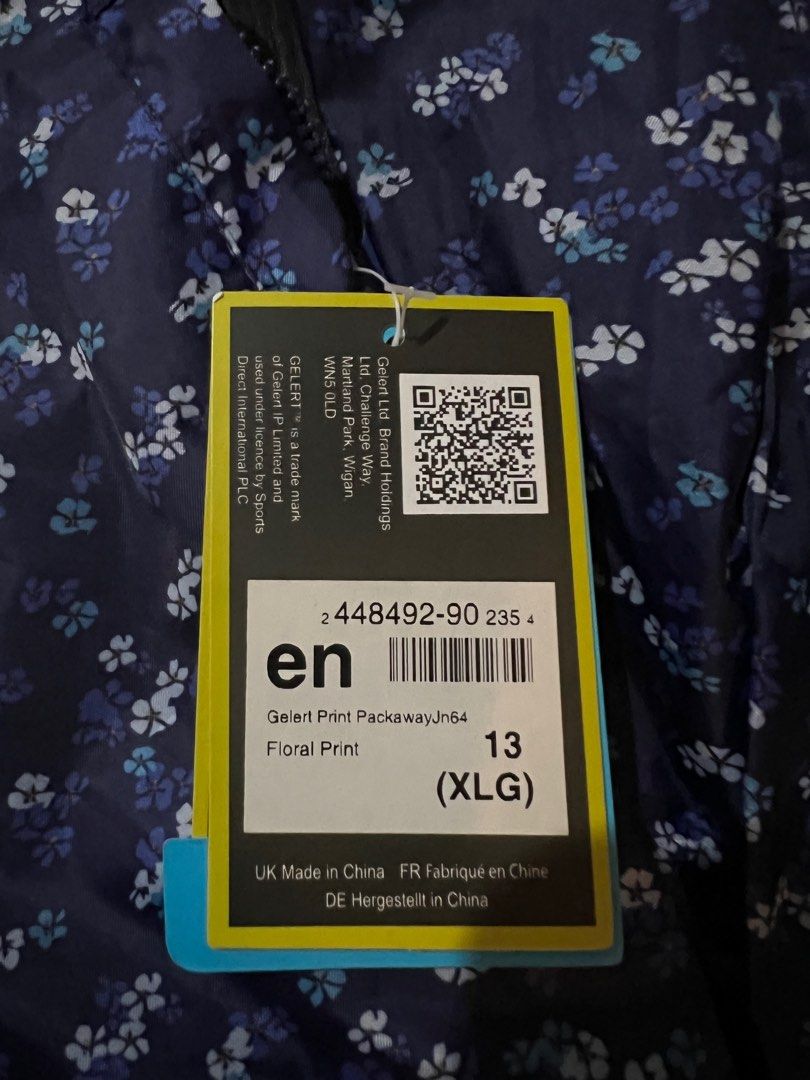 Gelert Ltd, Brand Holdings
Ltd, Challenge Way,
Martland Park, Wigan,
WN5 0LD
GELERT™ is a trade mark
of Gelert IP Limited and
used under licence by Sports
Direct International PLC
2 448492-90 235 4
en
Gelert Print PackawayJn64
Floral Print
13
(XLG)
UK Made in China FR Fabriqué en Chine
DE Hergestellt in China